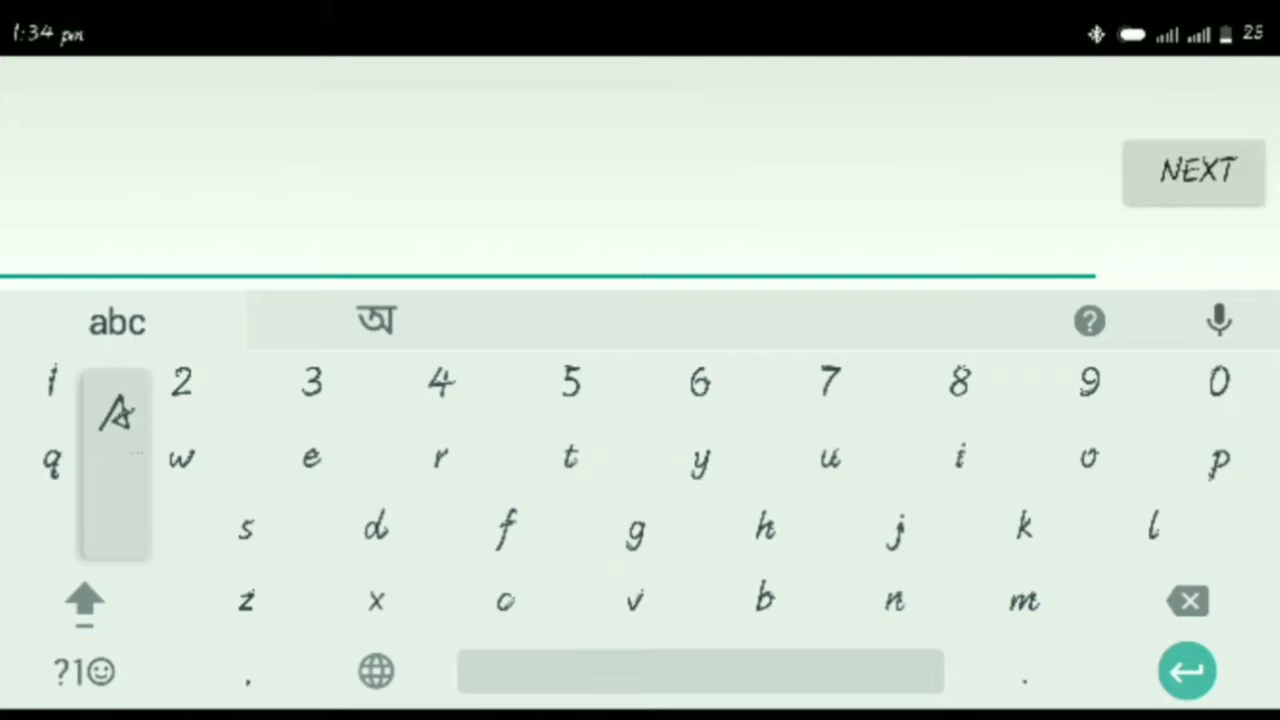 1:34 pm 25
NEXT
abc অ ?
1 2 3 4 5 6 7 8 9 0
A
q w e r t y u i o p
s d f g h j k l
z x c v b n m
?1☺ , .